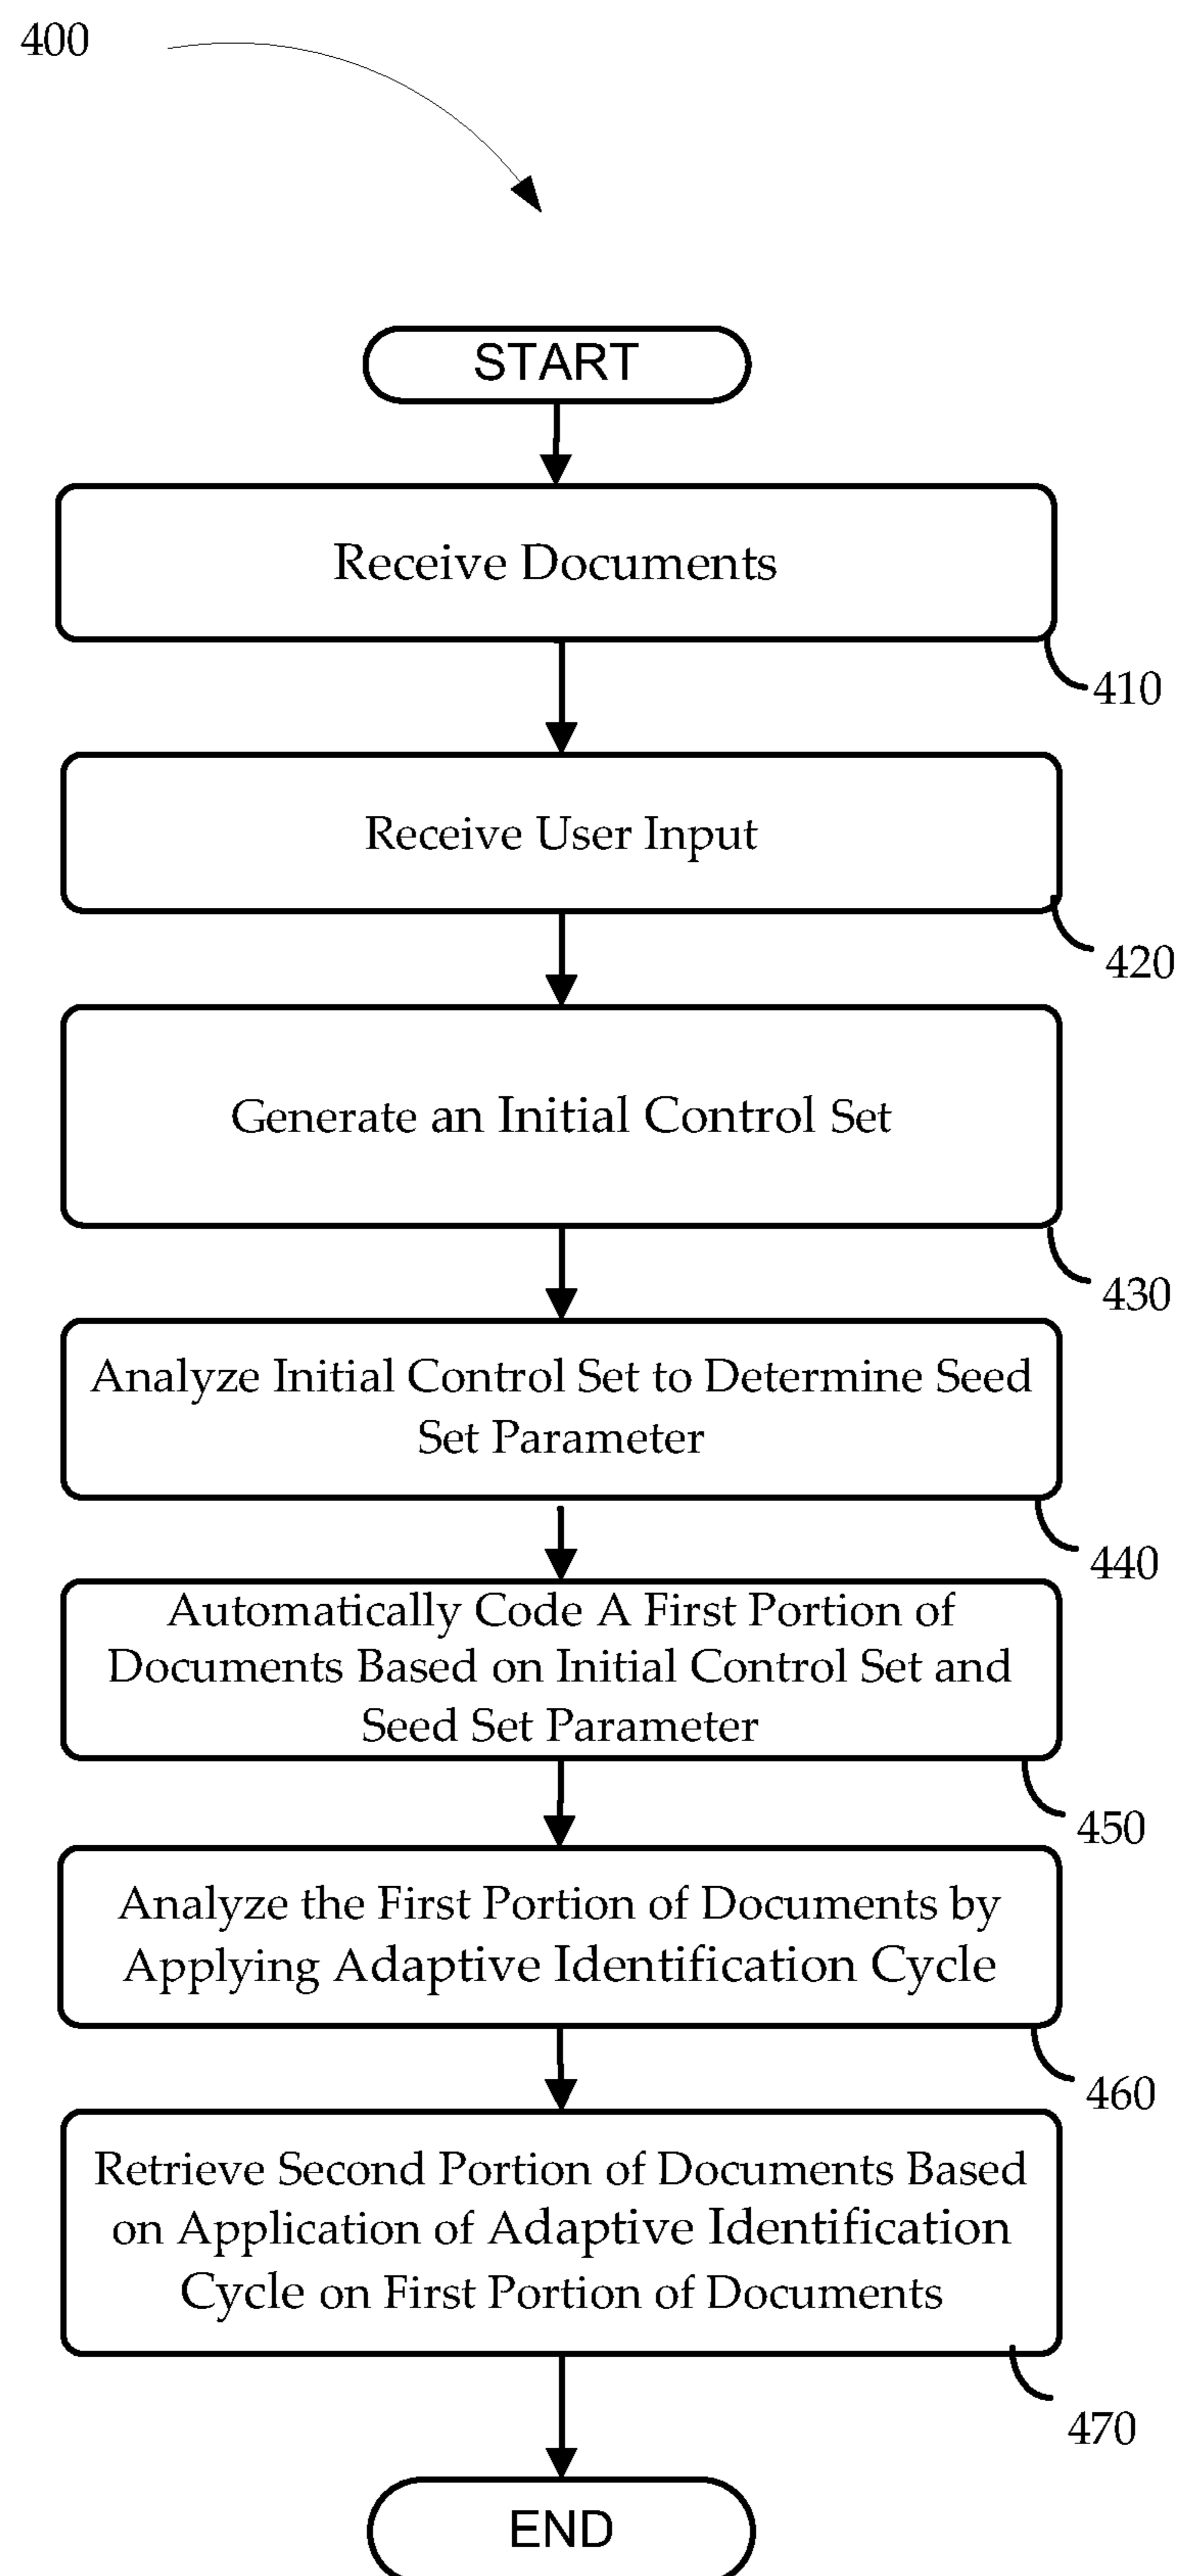 400
START
Receive Documents
410
Receive User Input
420
Generate an Initial Control Set
430
Analyze Initial Control Set to Determine Seed
Set Parameter
440
Automatically Code A First Portion of
Documents Based on Initial Control Set and
Seed Set Parameter
450
Analyze the First Portion of Documents by
Applying Adaptive Identification Cycle
460
Retrieve Second Portion of Documents Based
on Application of Adaptive Identification
Cycle on First Portion of Documents
470
END